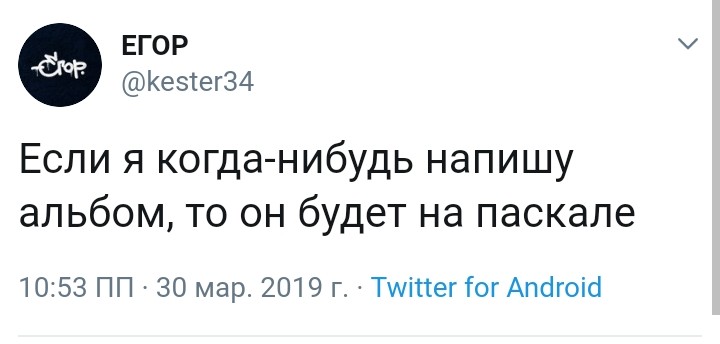 Егор.
ЕГОР
@kester34
Если я когда-нибудь напишу
альбом, то он будет на паскале
10:53 ПП · 30 мар. 2019 г. · Twitter for Android